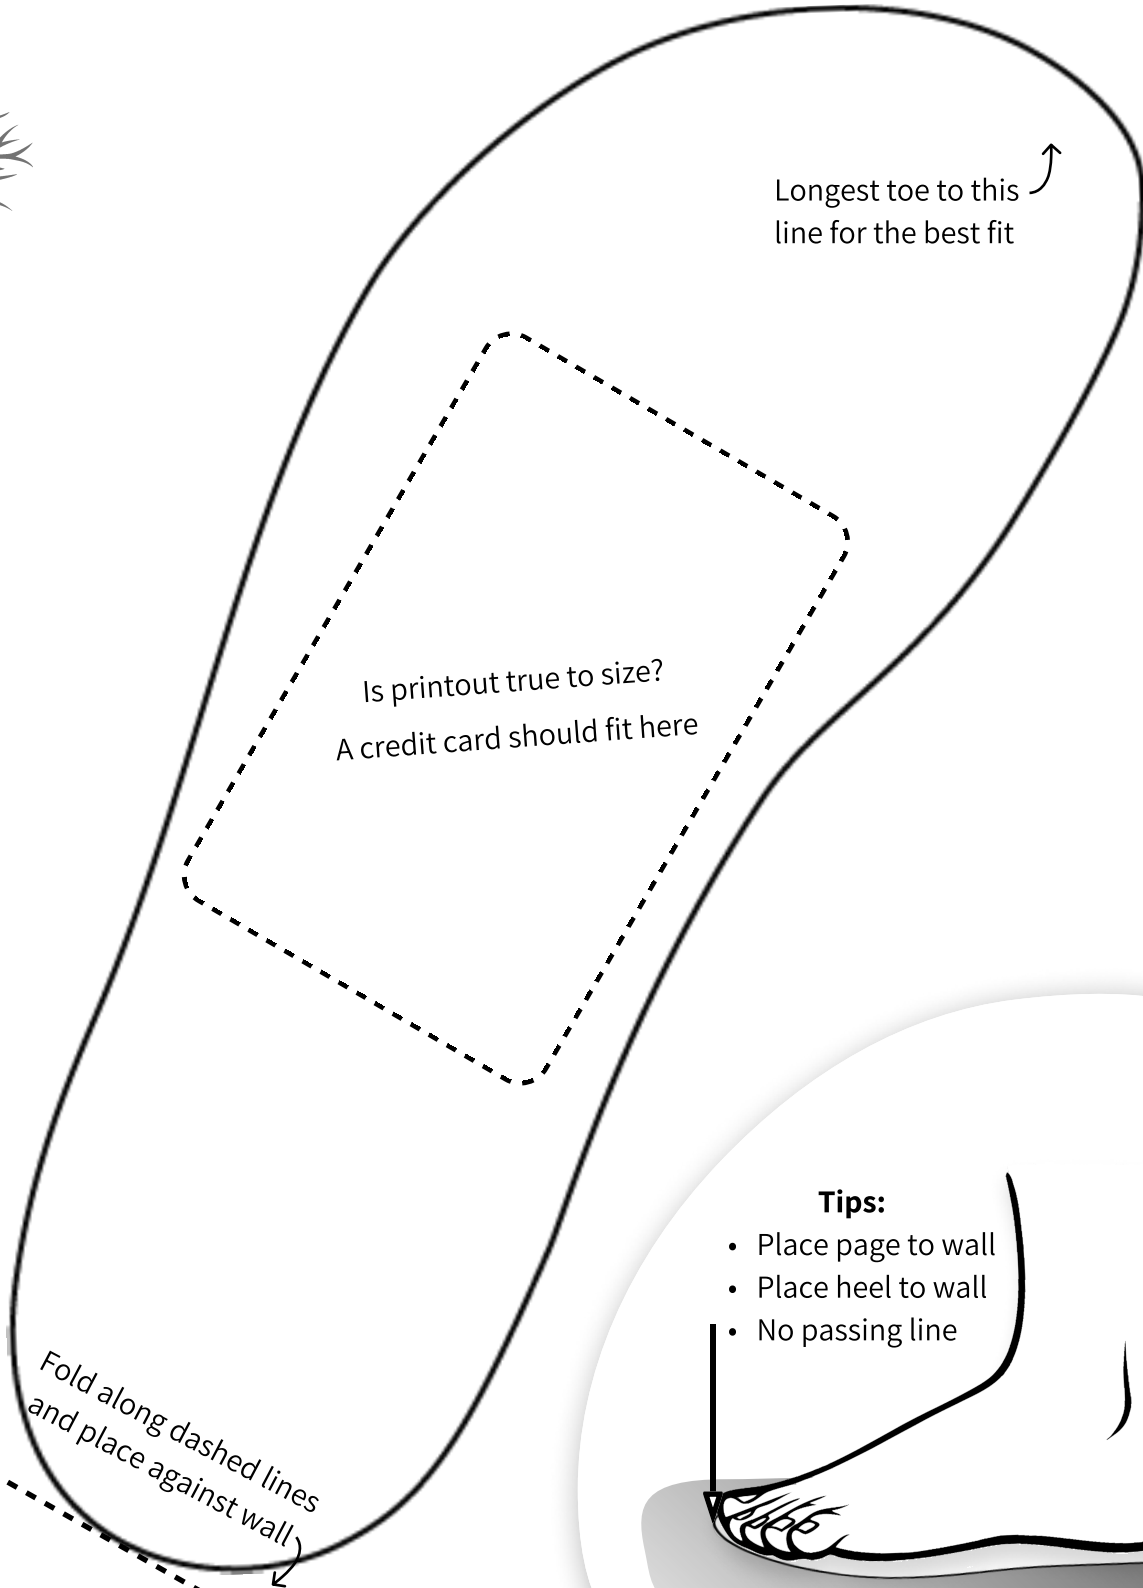 Longest toe to this
line for the best fit
Is printout true to size?
A credit card should fit here
Tips:
• Place page to wall
• Place heel to wall
• No passing line
Fold along dashed lines
and place against wall